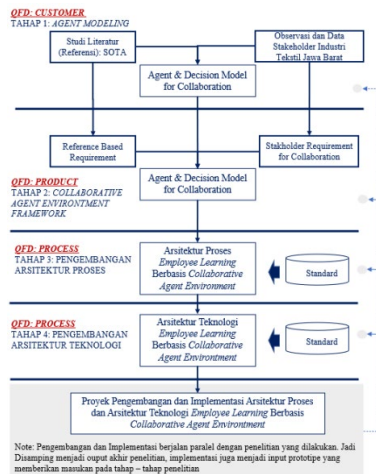 QFD: CUSTOMER
TAHAP 1: AGENT MODELING
Studi Literatur
(Referensi): SOTA
Observasi dan Data
Stakeholder Industri
Tekstil Jawa Barat
Agent & Decision Model
for Collaboration
Reference Based
Requirement
Stakholder Requirement
for Collaboration
QFD: PRODUCT
TAHAP 2: COLLABORATIVE
AGENT ENVIRONTMENT
FRAMEWORK
Agent & Decision Model
for Collaboration
QFD: PROCESS
TAHAP 3: PENGEMBANGAN
ARSITEKTUR PROSES
Arsitektur Proses
Employee Learning
Berbasis Collaborative
Agent Environment
Standard
QFD: PROCESS
TAHAP 4: PENGEMBANGAN
ARSITEKTUR TEKNOLOGI
Arsitektur Teknologi
Employee Learning
Berbasis Collaborative
Agent Environtment
Standard
Proyek Pengembangan dan Implementasi Arsitektur Proses
dan Arsitektur Teknologi Employee Learning Berbasis
Collaborative Agent Environtment
Note: Pengembangan dan Implementasi berjalan paralel dengan penelitian yang dilakukan. Jadi
Disamping menjadi ouput akhir penelitian, implementasi juga menjadi input prototype yang
memberikan masukan pada tahap – tahap penelitian